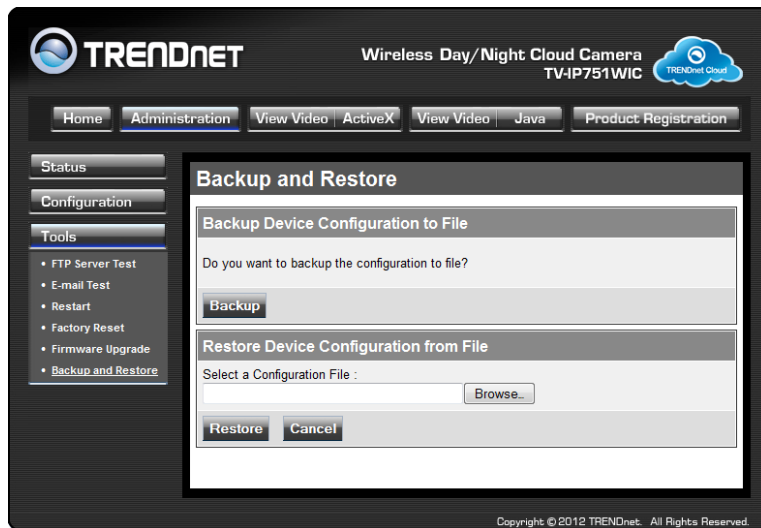 TRENDnet
Wireless Day/Night Cloud Camera
TV-IP751WIC
TRENDnet Cloud
Home Administration View Video ActiveX View Video Java Product Registration
Status
Configuration
Tools
• FTP Server Test
• E-mail Test
• Restart
• Factory Reset
• Firmware Upgrade
• Backup and Restore
Backup and Restore
Backup Device Configuration to File
Do you want to backup the configuration to file?
Backup
Restore Device Configuration from File
Select a Configuration File :
Browse...
Restore Cancel
Copyright © 2012 TRENDnet. All Rights Reserved.